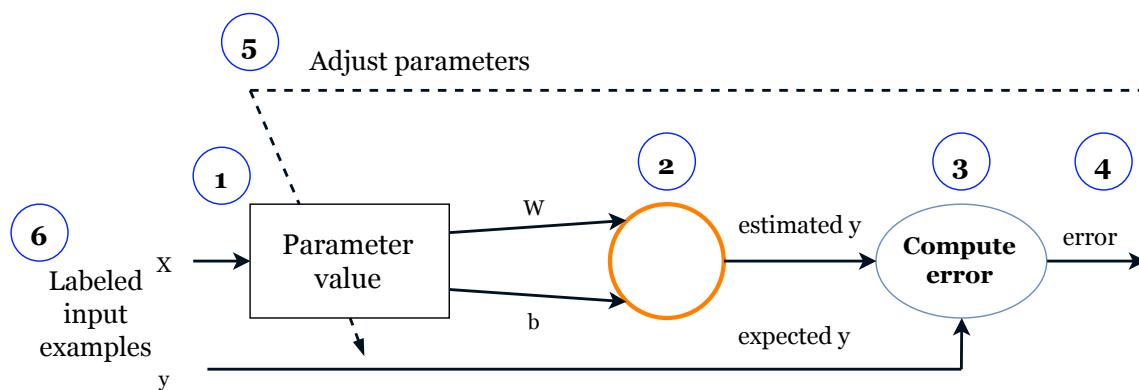 5
Adjust parameters
1
2
3
4
6
W
estimated y
error
X
Parameter
value
Compute
error
Labeled
input
examples
b
expected y
y